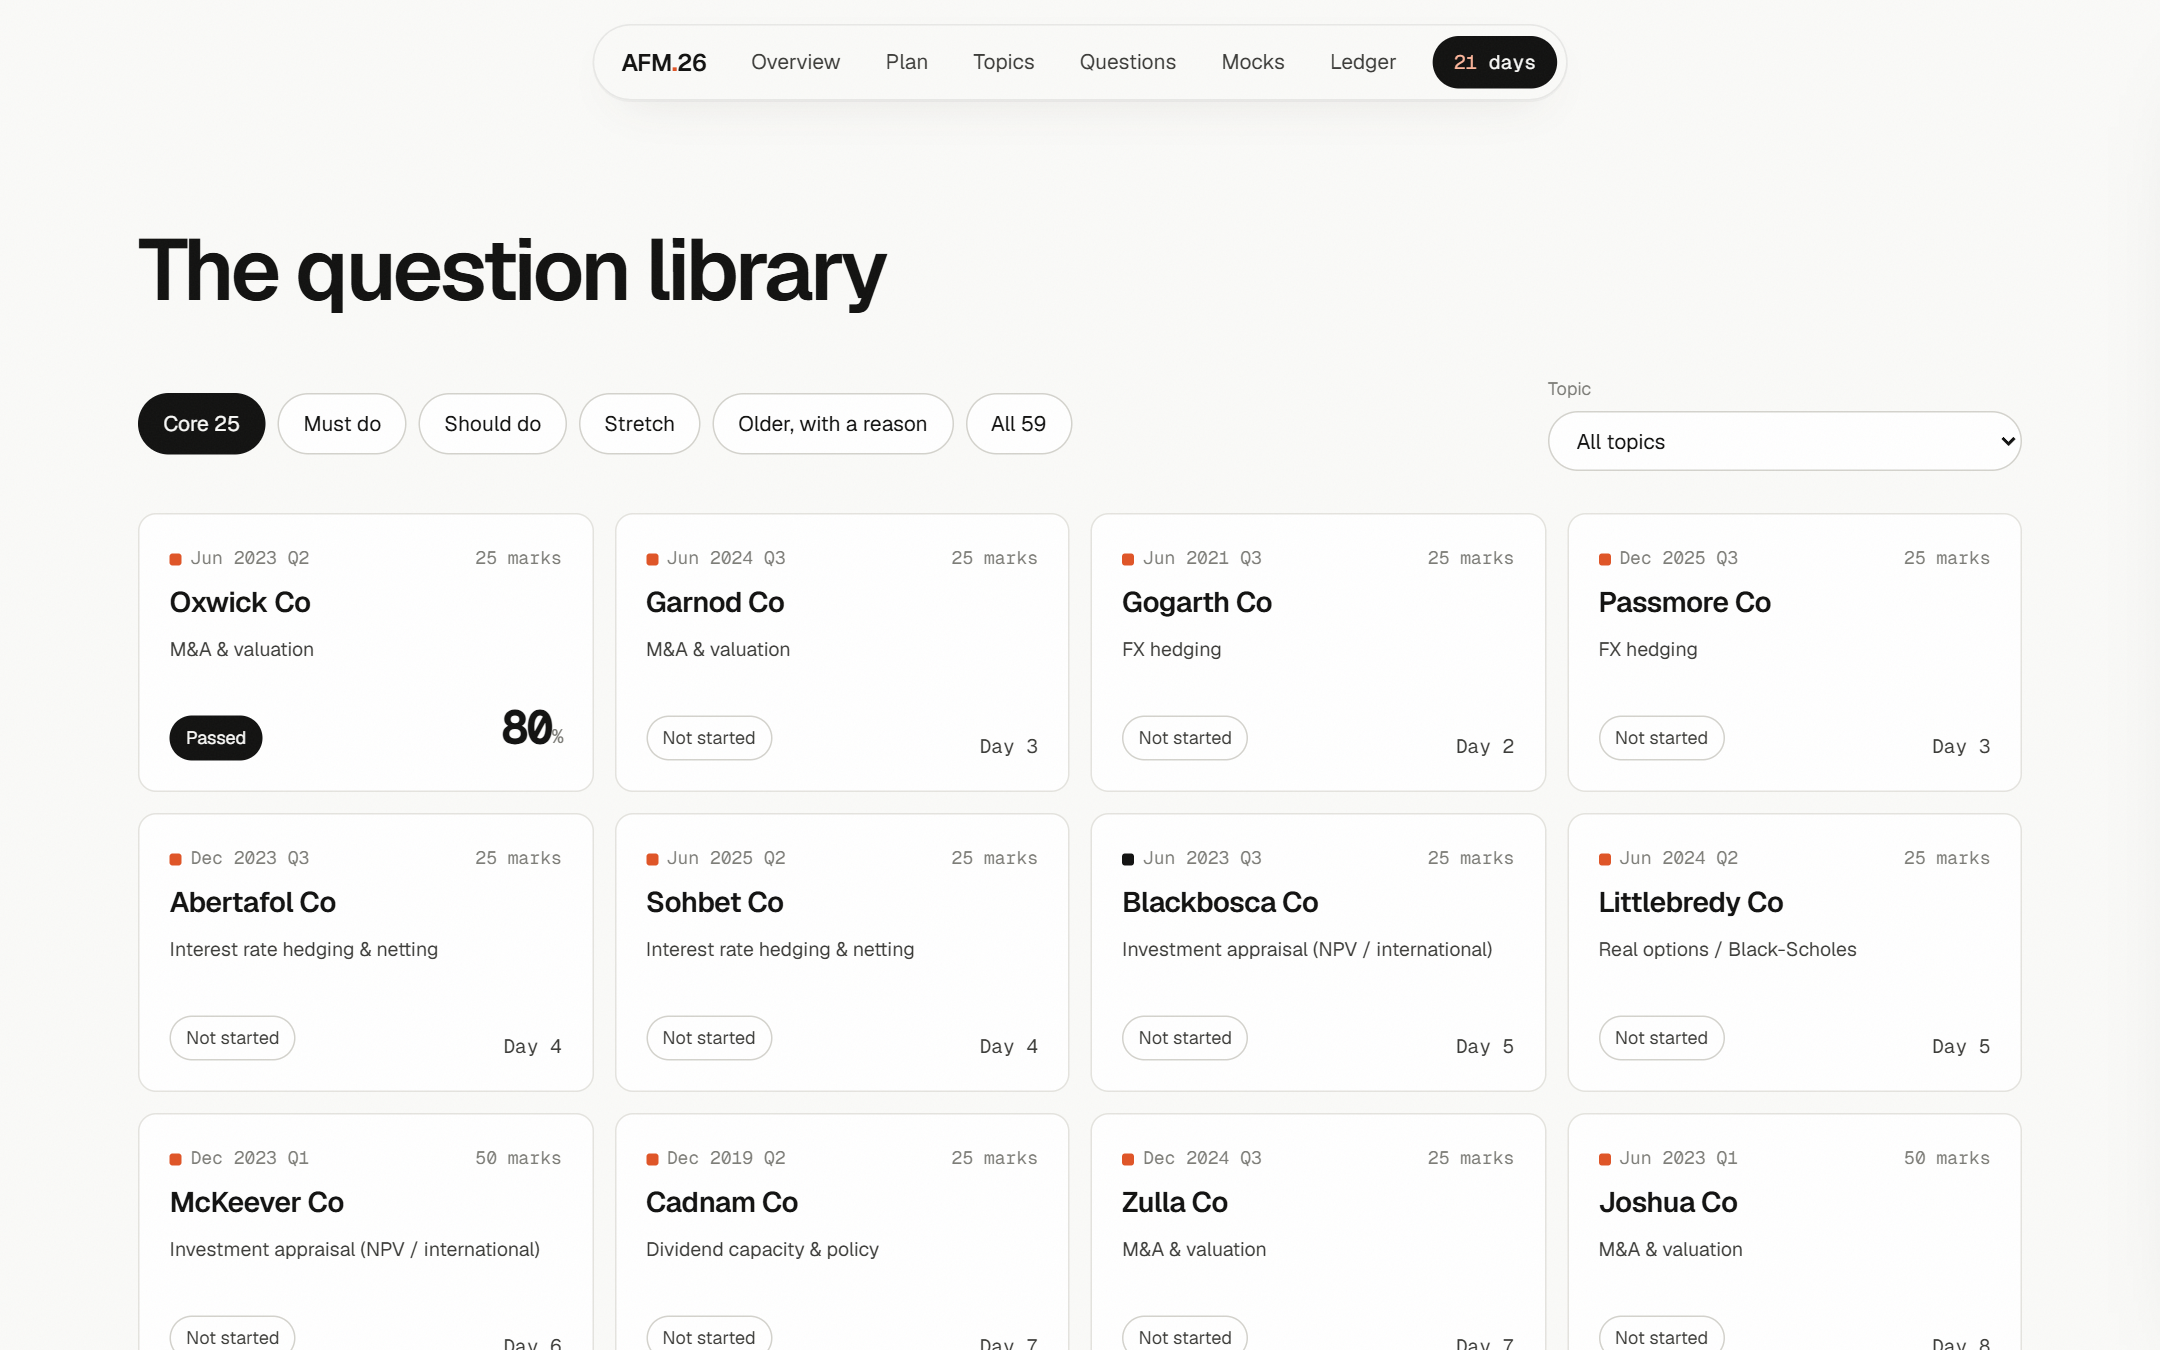 AFM.26 Overview Plan Topics Questions Mocks Ledger 21 days
The question library
Topic
Core 25 Must do Should do Stretch Older, with a reason All 59 All topics
Jun 2023 Q2 25 marks
Oxwick Co
M&A & valuation
Passed 80%
Jun 2024 Q3 25 marks
Garnod Co
M&A & valuation
Not started Day 3
Jun 2021 Q3 25 marks
Gogarth Co
FX hedging
Not started Day 2
Dec 2025 Q3 25 marks
Passmore Co
FX hedging
Not started Day 3
Dec 2023 Q3 25 marks
Abertafol Co
Interest rate hedging & netting
Not started Day 4
Jun 2025 Q2 25 marks
Sohbet Co
Interest rate hedging & netting
Not started Day 4
Jun 2023 Q3 25 marks
Blackbosca Co
Investment appraisal (NPV / international)
Not started Day 5
Jun 2024 Q2 25 marks
Littlebredy Co
Real options / Black-Scholes
Not started Day 5
Dec 2023 Q1 50 marks
McKeever Co
Investment appraisal (NPV / international)
Not started Day 6
Dec 2019 Q2 25 marks
Cadnam Co
Dividend capacity & policy
Not started Day 7
Dec 2024 Q3 25 marks
Zulla Co
M&A & valuation
Not started Day 7
Jun 2023 Q1 50 marks
Joshua Co
M&A & valuation
Not started Day 8